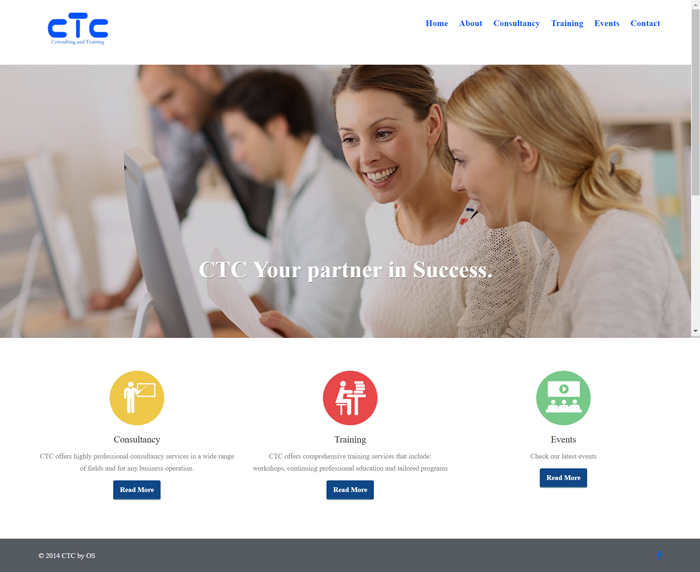 CTC
Consulting and Training
Home About Consultancy Training Events Contact
CTC Your partner in Success.
Consultancy
CTC offers highly professional consultancy services in a wide range
of fields and for any business operation.
Read More
Training
CTC offers comprehensive training services that include:
workshops, continuing professional education and tailored programs
Read More
Events
Check our latest events
Read More
© 2014 CTC by OS